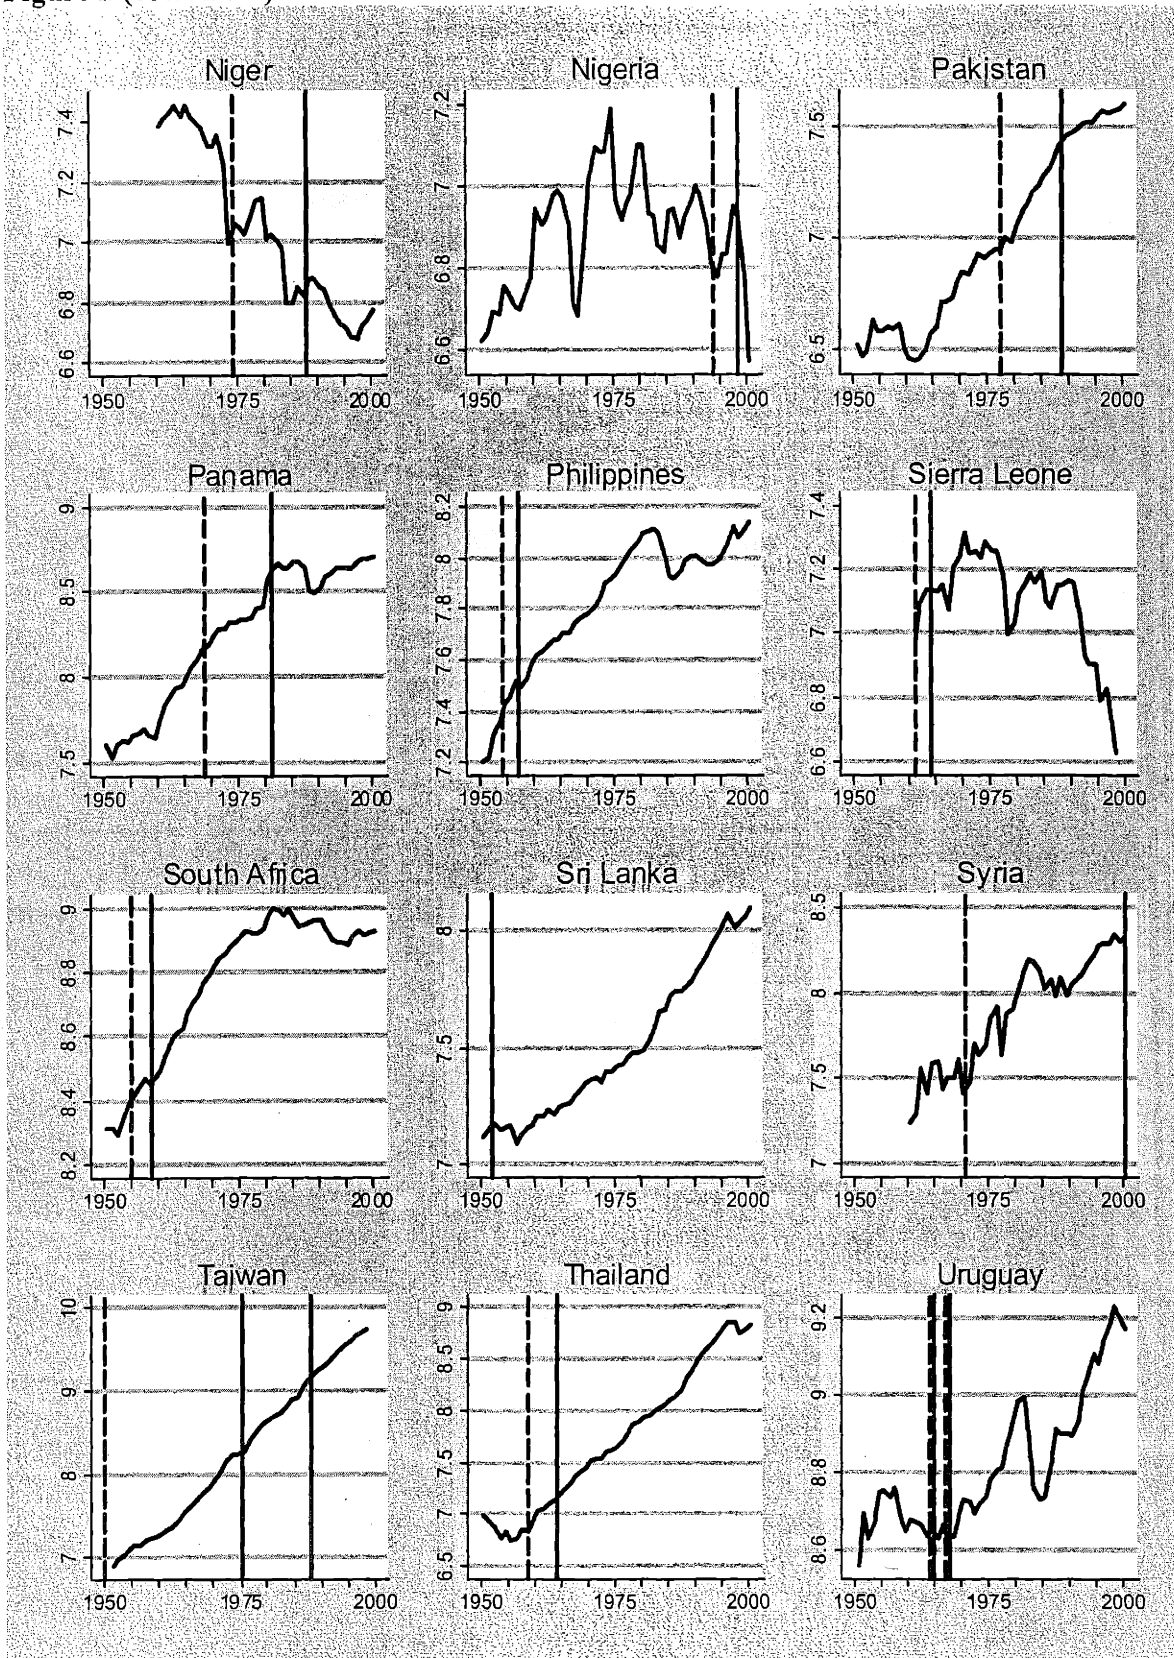 Niger Nigeria Pakistan
7.4 7.2 7 6.8 6.6
7.2 7 6.8 6.6
7.5 7 6.5
1950 1975 2000 1950 1975 2000 1950 1975 2000
Panama Philippines Sierra Leone
9 8.5 8 7.5
8.2 8 7.8 7.6 7.4 7.2
7.4 7.2 7 6.8 6.6
1950 1975 2000 1950 1975 2000 1950 1975 2000
South Africa Sri Lanka Syria
9 8.8 8.6 8.4 8.2
8 7.5 7
8.5 8 7.5 7
1950 1975 2000 1950 1975 2000 1950 1975 2000
Taiwan Thailand Uruguay
10 9 8 7
9 8.5 8 7.5 7 6.5
9.2 9 8.8 8.6
1950 1975 2000 1950 1975 2000 1950 1975 2000